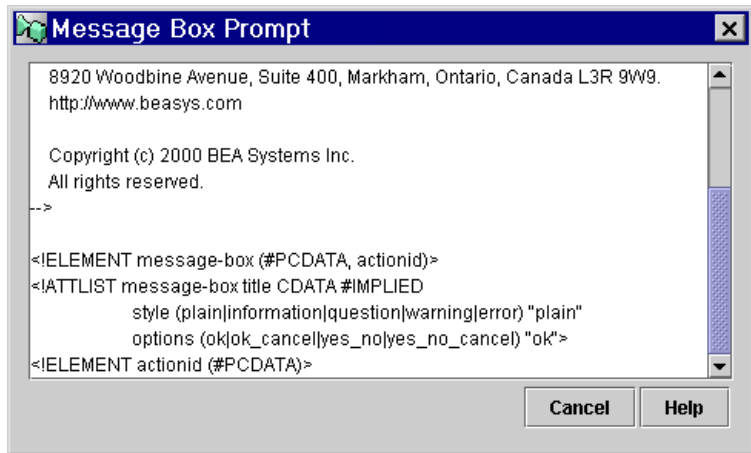 Message Box Prompt
8920 Woodbine Avenue, Suite 400, Markham, Ontario, Canada L3R 9W9.
http://www.beasys.com
Copyright (c) 2000 BEA Systems Inc.
All rights reserved.
-->
<!ELEMENT message-box (#PCDATA, actionid)>
<!ATTLIST message-box title CDATA #IMPLIED
style (plain|information|question|warning|error) "plain"
options (ok|ok_cancel|yes_no|yes_no_cancel) "ok">
<!ELEMENT actionid (#PCDATA)>
Cancel Help